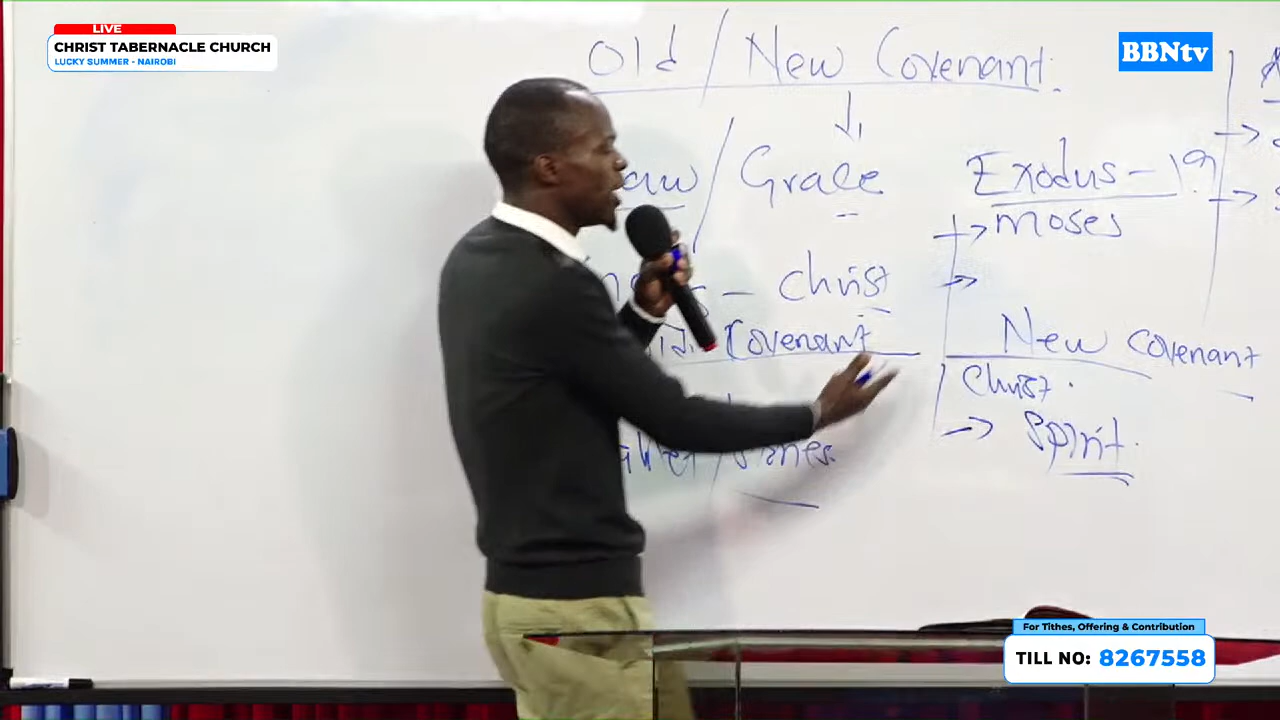 LIVE
CHRIST TABERNACLE CHURCH
LUCKY SUMMER - NAIROBI
BBNtv
Old / New Covenant.
/ Grace
Exodus - 19
Moses
- Christ
Covenant
New Covenant
Christ.
Spirit.
For Tithes, Offering & Contribution
TILL NO: 8267558